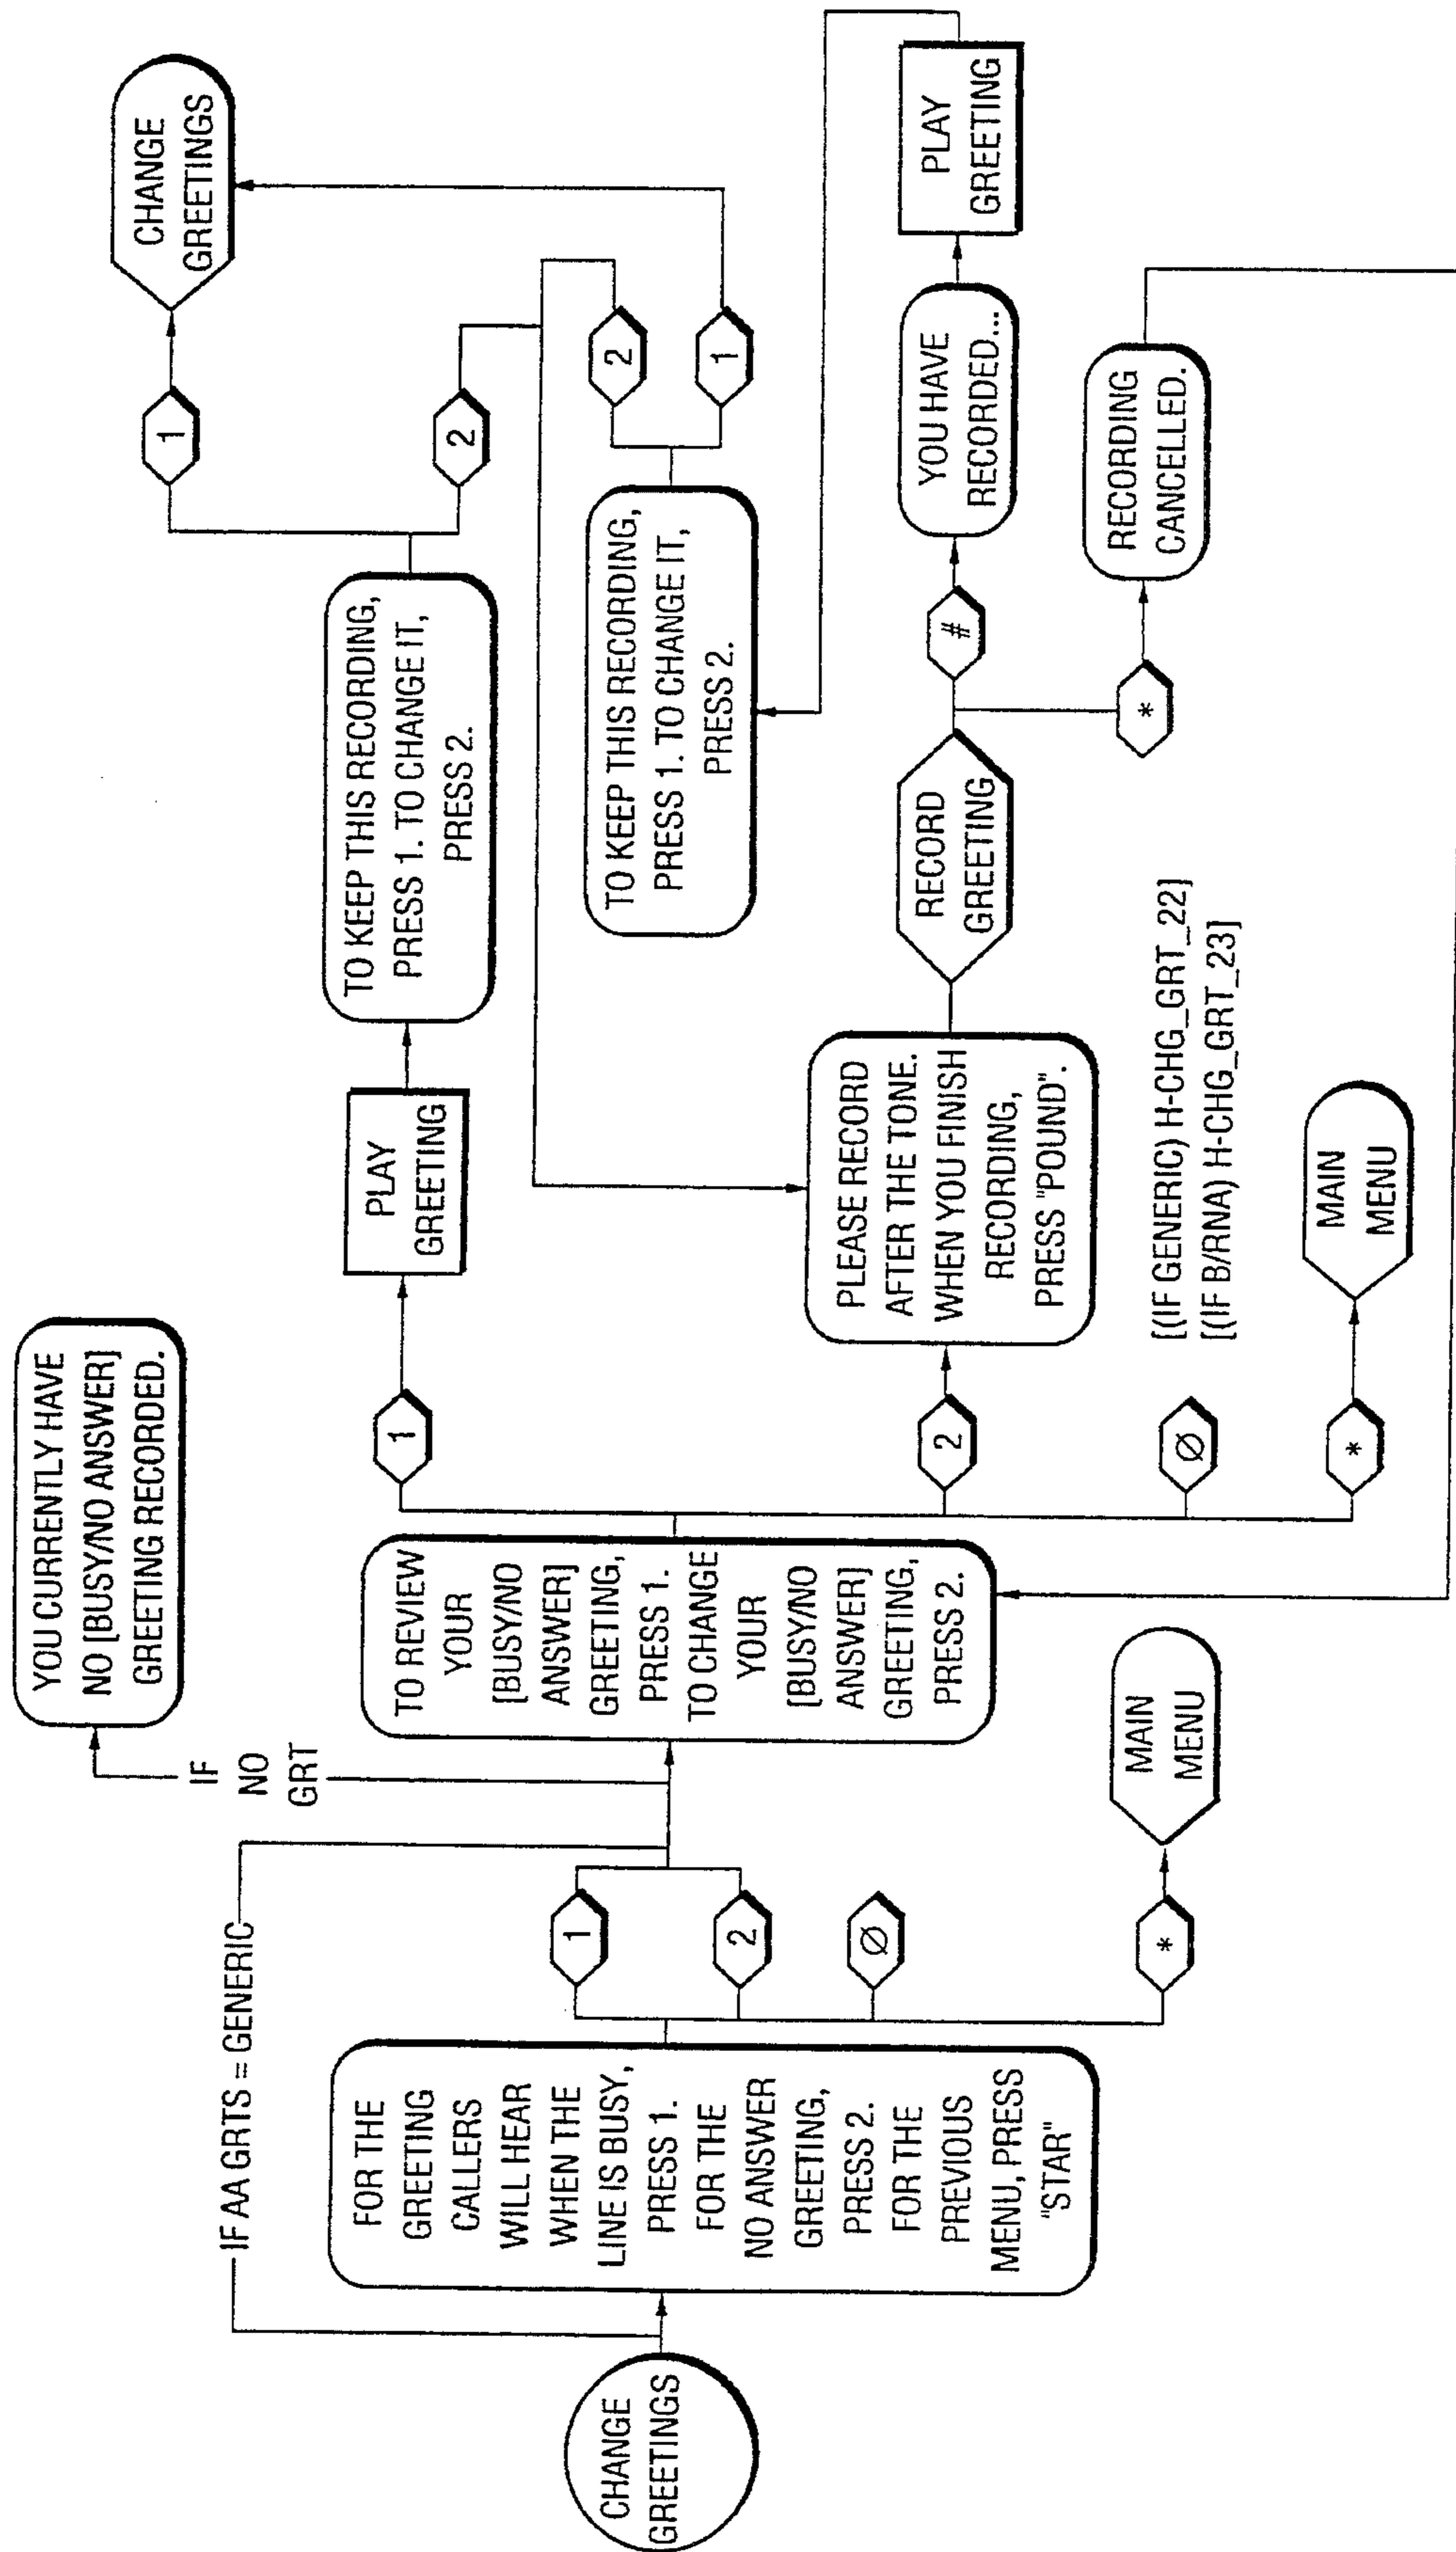 CHANGE
GREETINGS
IF AA GRTS = GENERIC
FOR THE
GREETING
CALLERS
WILL HEAR
WHEN THE
LINE IS BUSY,
PRESS 1.
FOR THE
NO ANSWER
GREETING,
PRESS 2.
FOR THE
PREVIOUS
MENU, PRESS
"STAR"
1
2
Ø
*
MAIN
MENU
IF
NO
GRT
YOU CURRENTLY HAVE
NO [BUSY/NO ANSWER]
GREETING RECORDED.
TO REVIEW
YOUR
[BUSY/NO
ANSWER]
GREETING,
PRESS 1.
TO CHANGE
YOUR
[BUSY/NO
ANSWER]
GREETING,
PRESS 2.
1
2
Ø
*
PLAY
GREETING
TO KEEP THIS RECORDING,
PRESS 1. TO CHANGE IT,
PRESS 2.
1
2
CHANGE
GREETINGS
PLEASE RECORD
AFTER THE TONE.
WHEN YOU FINISH
RECORDING,
PRESS "POUND".
[(IF GENERIC) H-CHG_GRT_22]
[(IF B/RNA) H-CHG_GRT_23]
MAIN
MENU
RECORD
GREETING
#
*
YOU HAVE
RECORDED...
PLAY
GREETING
RECORDING
CANCELLED.
TO KEEP THIS RECORDING,
PRESS 1. TO CHANGE IT,
PRESS 2.
2
1